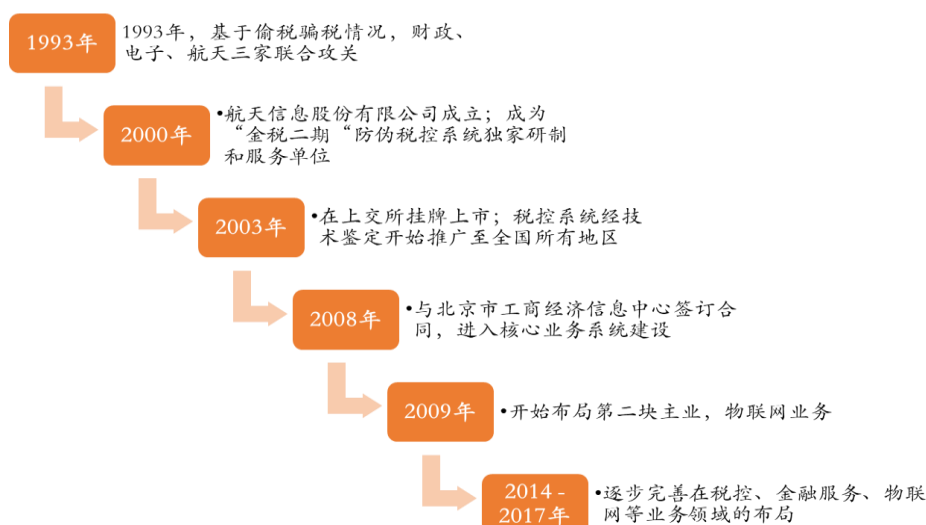 1993年
1993年，基于偷税骗税情况，财政、
电子、航天三家联合攻关
2000年
•航天信息股份有限公司成立；成为
“金税二期“防伪税控系统独家研制
和服务单位
2003年
•在上交所挂牌上市；税控系统经技
术鉴定开始推广至全国所有地区
2008年
•与北京市工商经济信息中心签订合
同，进入核心业务系统建设
2009年
•开始布局第二块主业，物联网业务
2014 -
2017年
•逐步完善在税控、金融服务、物联
网等业务领域的布局